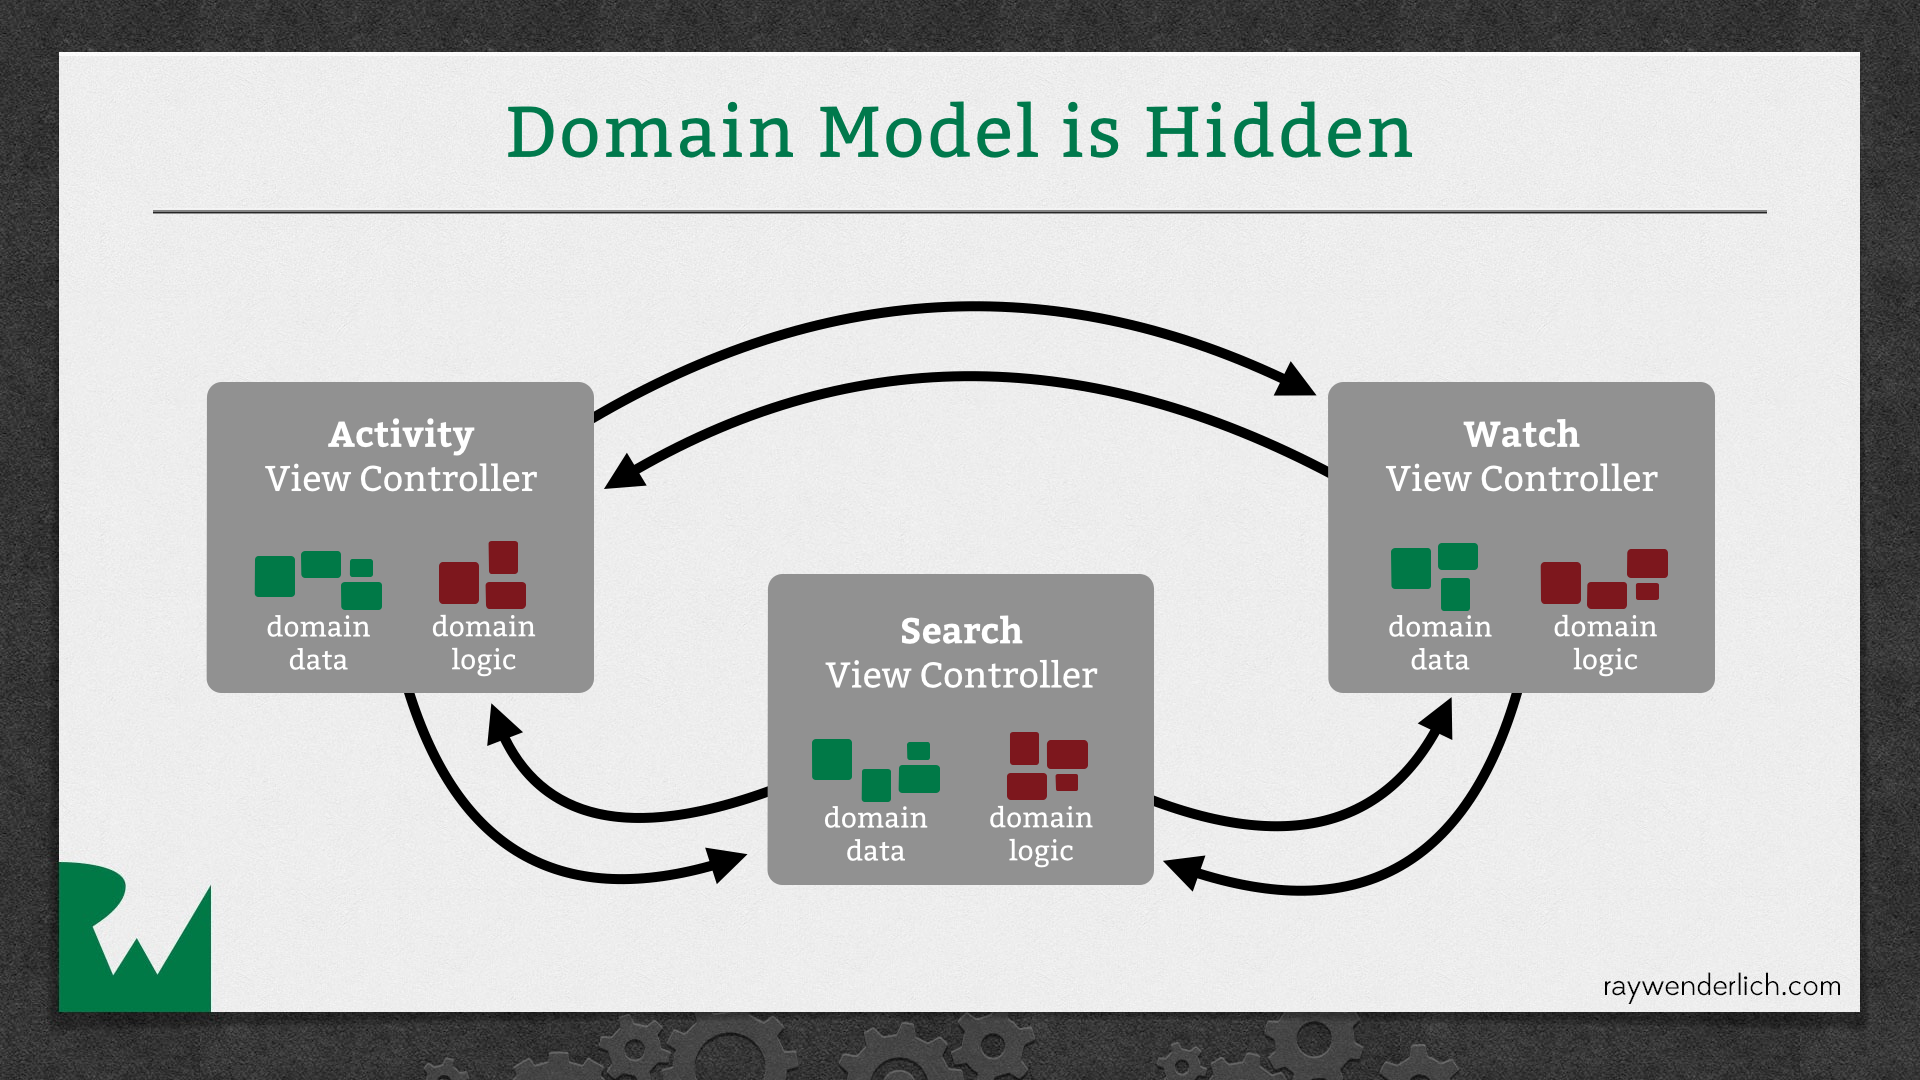 Domain Model is Hidden
Activity
View Controller
domain
data
domain
logic
Search
View Controller
domain
data
domain
logic
Watch
View Controller
domain
data
domain
logic
raywenderlich.com